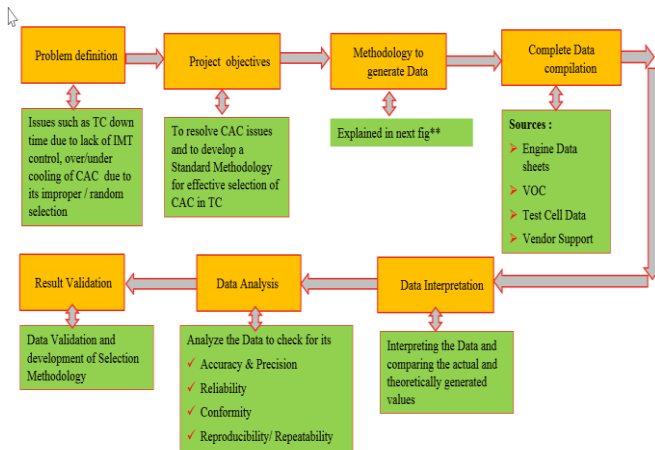 Problem definition
Project objectives
Methodology to
generate Data
Complete Data
compilation
Issues such as TC down
time due to lack of IMT
control, over/under
cooling of CAC due to
its improper / random
selection
To resolve CAC issues
and to develop a
Standard Methodology
for effective selection of
CAC in TC
Explained in next fig**
Sources :
Engine Data
sheets
VOC
Test Cell Data
Vendor Support
Result Validation
Data Analysis
Data Interpretation
Data Validation and
development of Selection
Methodology
Analyze the Data to check for its
Accuracy & Precision
Reliability
Conformity
Reproducibility/ Repeatability
Interpreting the Data and
comparing the actual and
theoretically generated
values